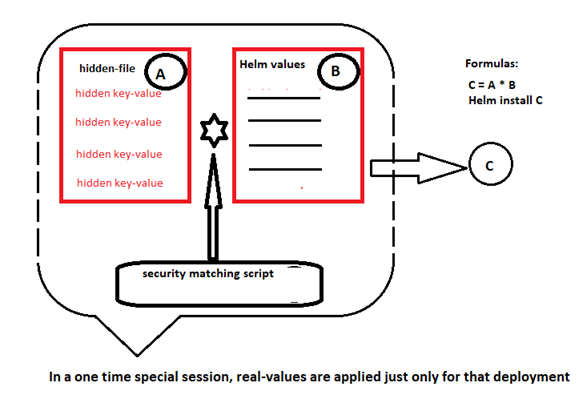 hidden-file
A
hidden key-value
hidden key-value
hidden key-value
hidden key-value
Helm values
B
Formulas:
C = A * B
Helm install C
C
security matching script
In a one time special session, real-values are applied just only for that deployment